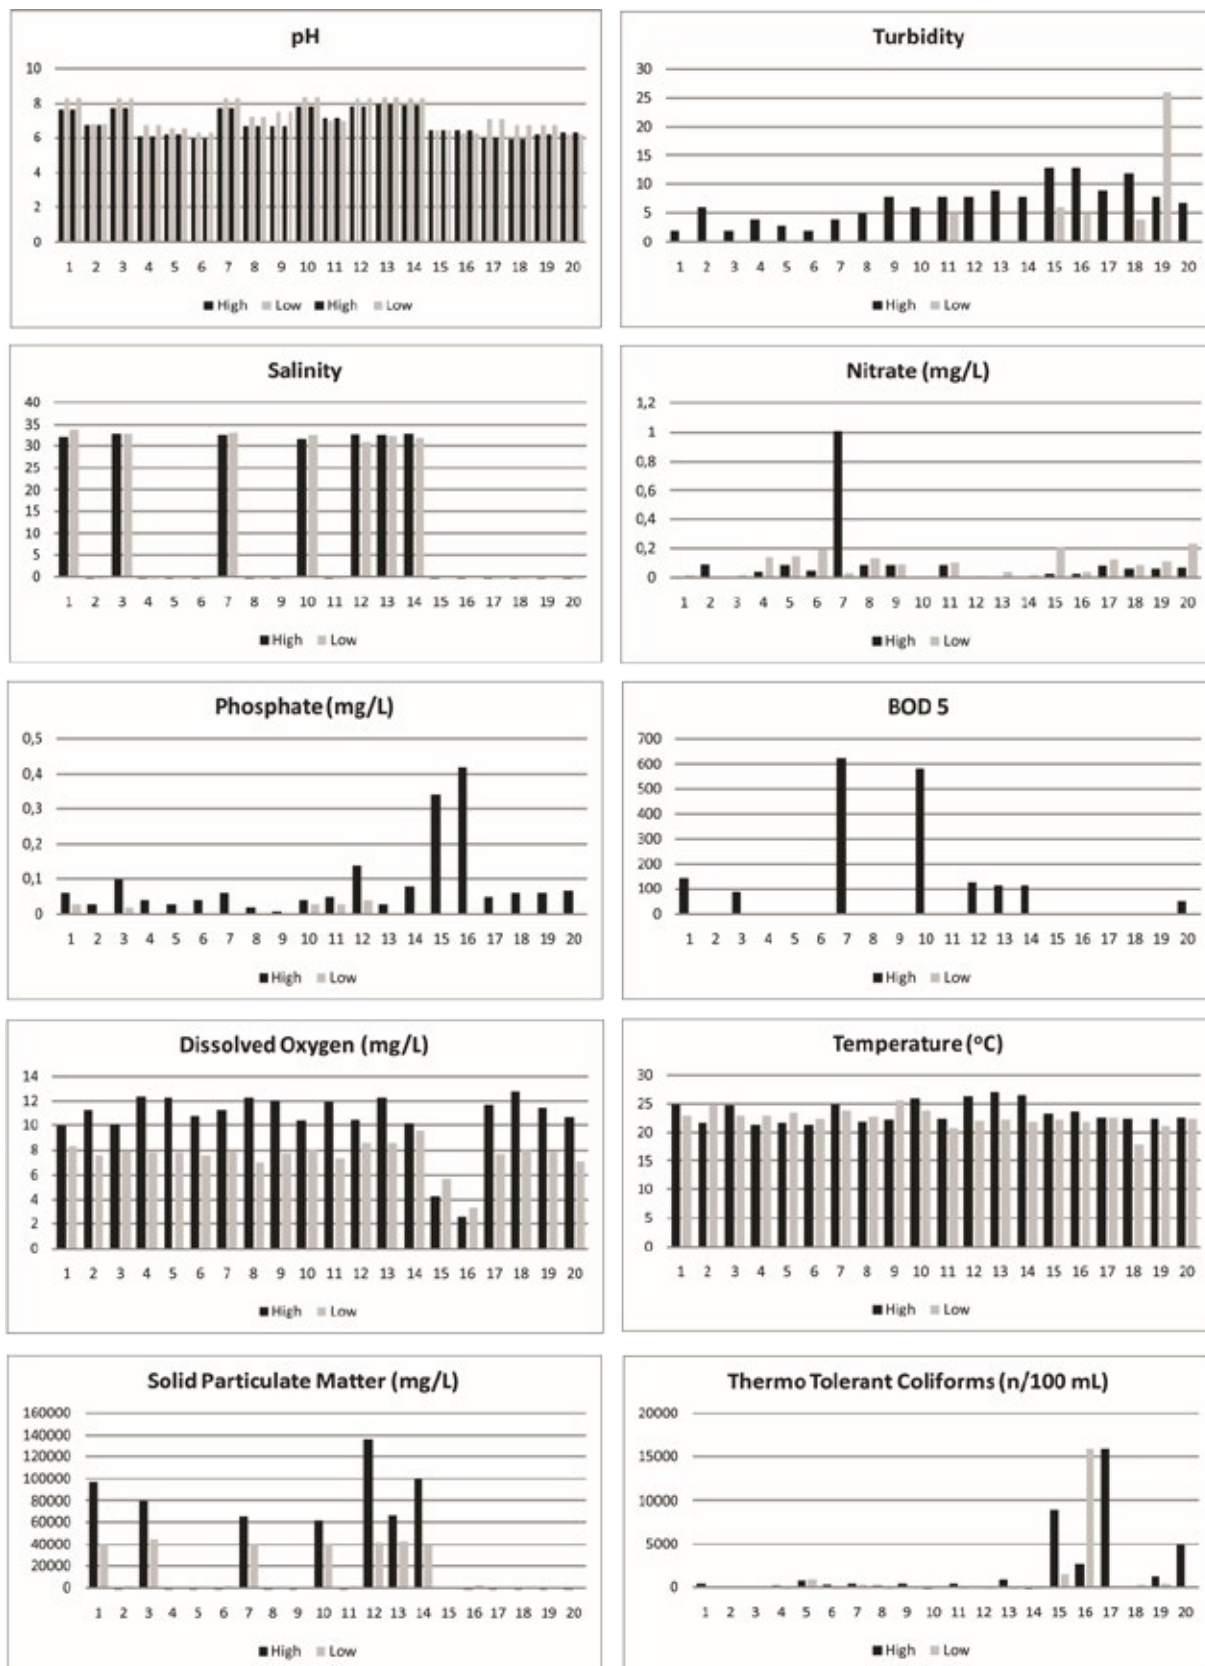 pH
10
8
6
4
2
0
1 2 3 4 5 6 7 8 9 10 11 12 13 14 15 16 17 18 19 20
High Low High Low
Turbidity
30
25
20
15
10
5
0
1 2 3 4 5 6 7 8 9 10 11 12 13 14 15 16 17 18 19 20
High Low
Salinity
40
35
30
25
20
15
10
5
0
1 2 3 4 5 6 7 8 9 10 11 12 13 14 15 16 17 18 19 20
High Low
Nitrate (mg/L)
1,2
1
0,8
0,6
0,4
0,2
0
1 2 3 4 5 6 7 8 9 10 11 12 13 14 15 16 17 18 19 20
High Low
Phosphate (mg/L)
0,5
0,4
0,3
0,2
0,1
0
1 2 3 4 5 6 7 8 9 10 11 12 13 14 15 16 17 18 19 20
High Low
BOD 5
700
600
500
400
300
200
100
0
1 2 3 4 5 6 7 8 9 10 11 12 13 14 15 16 17 18 19 20
High Low
Dissolved Oxygen (mg/L)
14
12
10
8
6
4
2
0
1 2 3 4 5 6 7 8 9 10 11 12 13 14 15 16 17 18 19 20
High Low
Temperature (ºC)
30
25
20
15
10
5
0
1 2 3 4 5 6 7 8 9 10 11 12 13 14 15 16 17 18 19 20
High Low
Solid Particulate Matter (mg/L)
160000
140000
120000
100000
80000
60000
40000
20000
0
1 2 3 4 5 6 7 8 9 10 11 12 13 14 15 16 17 18 19 20
High Low
Thermo Tolerant Coliforms (n/100 mL)
20000
15000
10000
5000
0
1 2 3 4 5 6 7 8 9 10 11 12 13 14 15 16 17 18 19 20
High Low